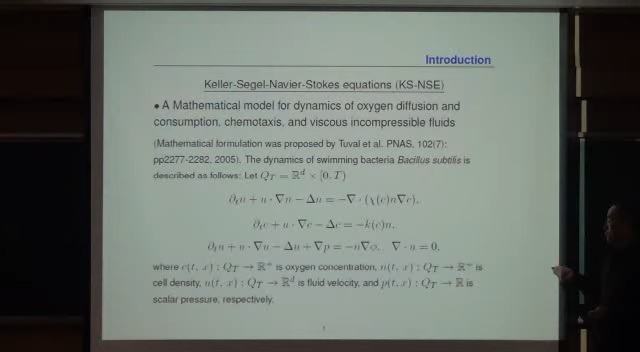 Introduction
Keller-Segel-Navier-Stokes equations (KS-NSE)
• A Mathematical model for dynamics of oxygen diffusion and
consumption, chemotaxis, and viscous incompressible fluids
(Mathematical formulation was proposed by Tuval et al. PNAS, 102(7):
pp2277-2282, 2005). The dynamics of swimming bacteria Bacillus subtilis is
described as follows: Let Q_T = ℝ^d × [0, T)
∂_t n + u · ∇n − Δn = −∇ · (χ(c)n∇c),
∂_t c + u · ∇c − Δc = −k(c)n,
∂_t u + u · ∇u − Δu + ∇p = −n∇φ, ∇ · u = 0,
where c(t, x) : Q_T → ℝ^+ is oxygen concentration, n(t, x) : Q_T → ℝ^+ is
cell density, u(t, x) : Q_T → ℝ^d is fluid velocity, and p(t, x) : Q_T → ℝ is
scalar pressure, respectively.